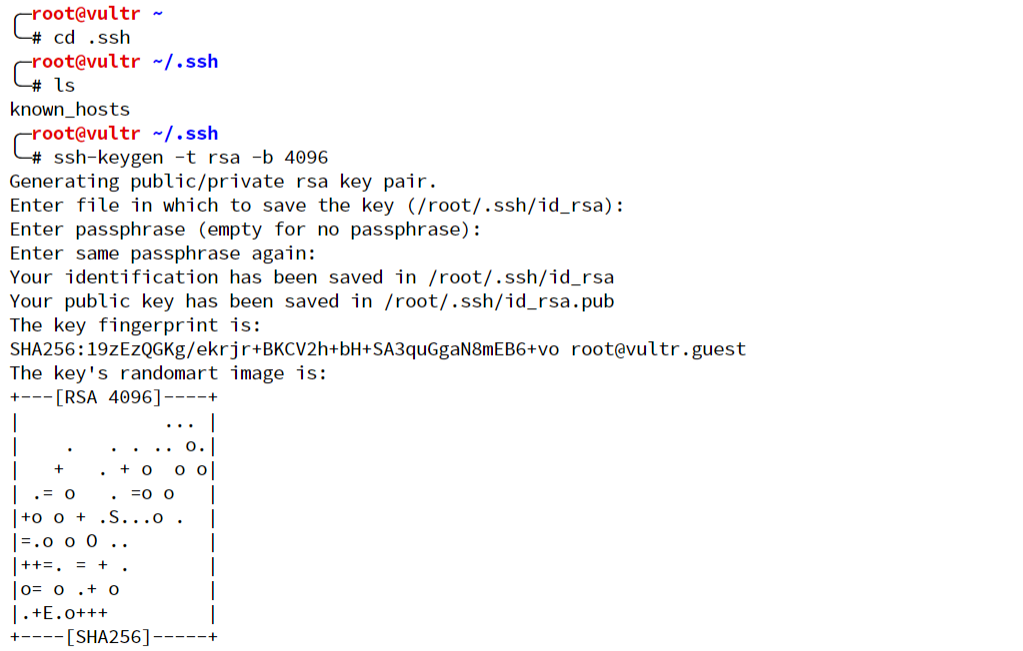 root@vultr ~
# cd .ssh
root@vultr ~/.ssh
# ls
known_hosts
root@vultr ~/.ssh
# ssh-keygen -t rsa -b 4096
Generating public/private rsa key pair.
Enter file in which to save the key (/root/.ssh/id_rsa):
Enter passphrase (empty for no passphrase):
Enter same passphrase again:
Your identification has been saved in /root/.ssh/id_rsa
Your public key has been saved in /root/.ssh/id_rsa.pub
The key fingerprint is:
SHA256:19zEzQGKg/ekrjr+BKCV2h+bH+SA3quGgaN8mEB6+vo root@vultr.guest
The key's randomart image is:
+---[RSA 4096]----+
|             ... |
|    .   . . .. o.|
|   +   . + o  o o|
| .= o   . =o o   |
|+o o + .S...o .  |
|=.o o O ..       |
|++=. = + .       |
|o= o .+ o        |
|.+E.o+++         |
+----[SHA256]-----+